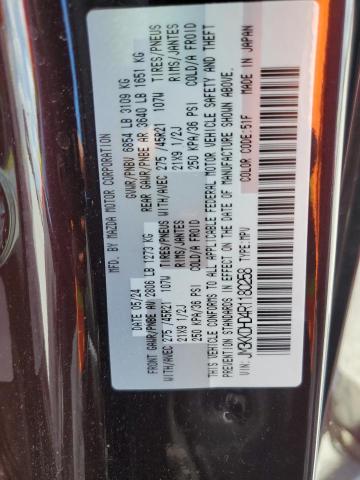 MFD. BY MAZDA MOTOR CORPORATION
DATE: 05/24 GVWR/PNBV 6854 LB 3109 KG
FRONT GAWR/PNBE AV 2806 LB 1273 KG REAR GAWR/PNBE AR 3640 LB 1651 KG
WITH/AVEC 275 /45R21 107W TIRES/PNEUS WITH/AVEC 275 /45R21 107W TIRES/PNEUS
21X9 1/2J RIMS/JANTES 21X9 1/2J RIMS/JANTES
250 KPA/36 PSI COLD/A FROID 250 KPA/36 PSI COLD/A FROID
THIS VEHICLE CONFORMS TO ALL APPLICABLE FEDERAL MOTOR VEHICLE SAFETY AND THEFT
PREVENTION STANDARDS IN EFFECT ON THE DATE OF MANUFACTURE SHOWN ABOVE.
VIN: TYPE:MPV COLOR CODE:51F MADE IN JAPAN